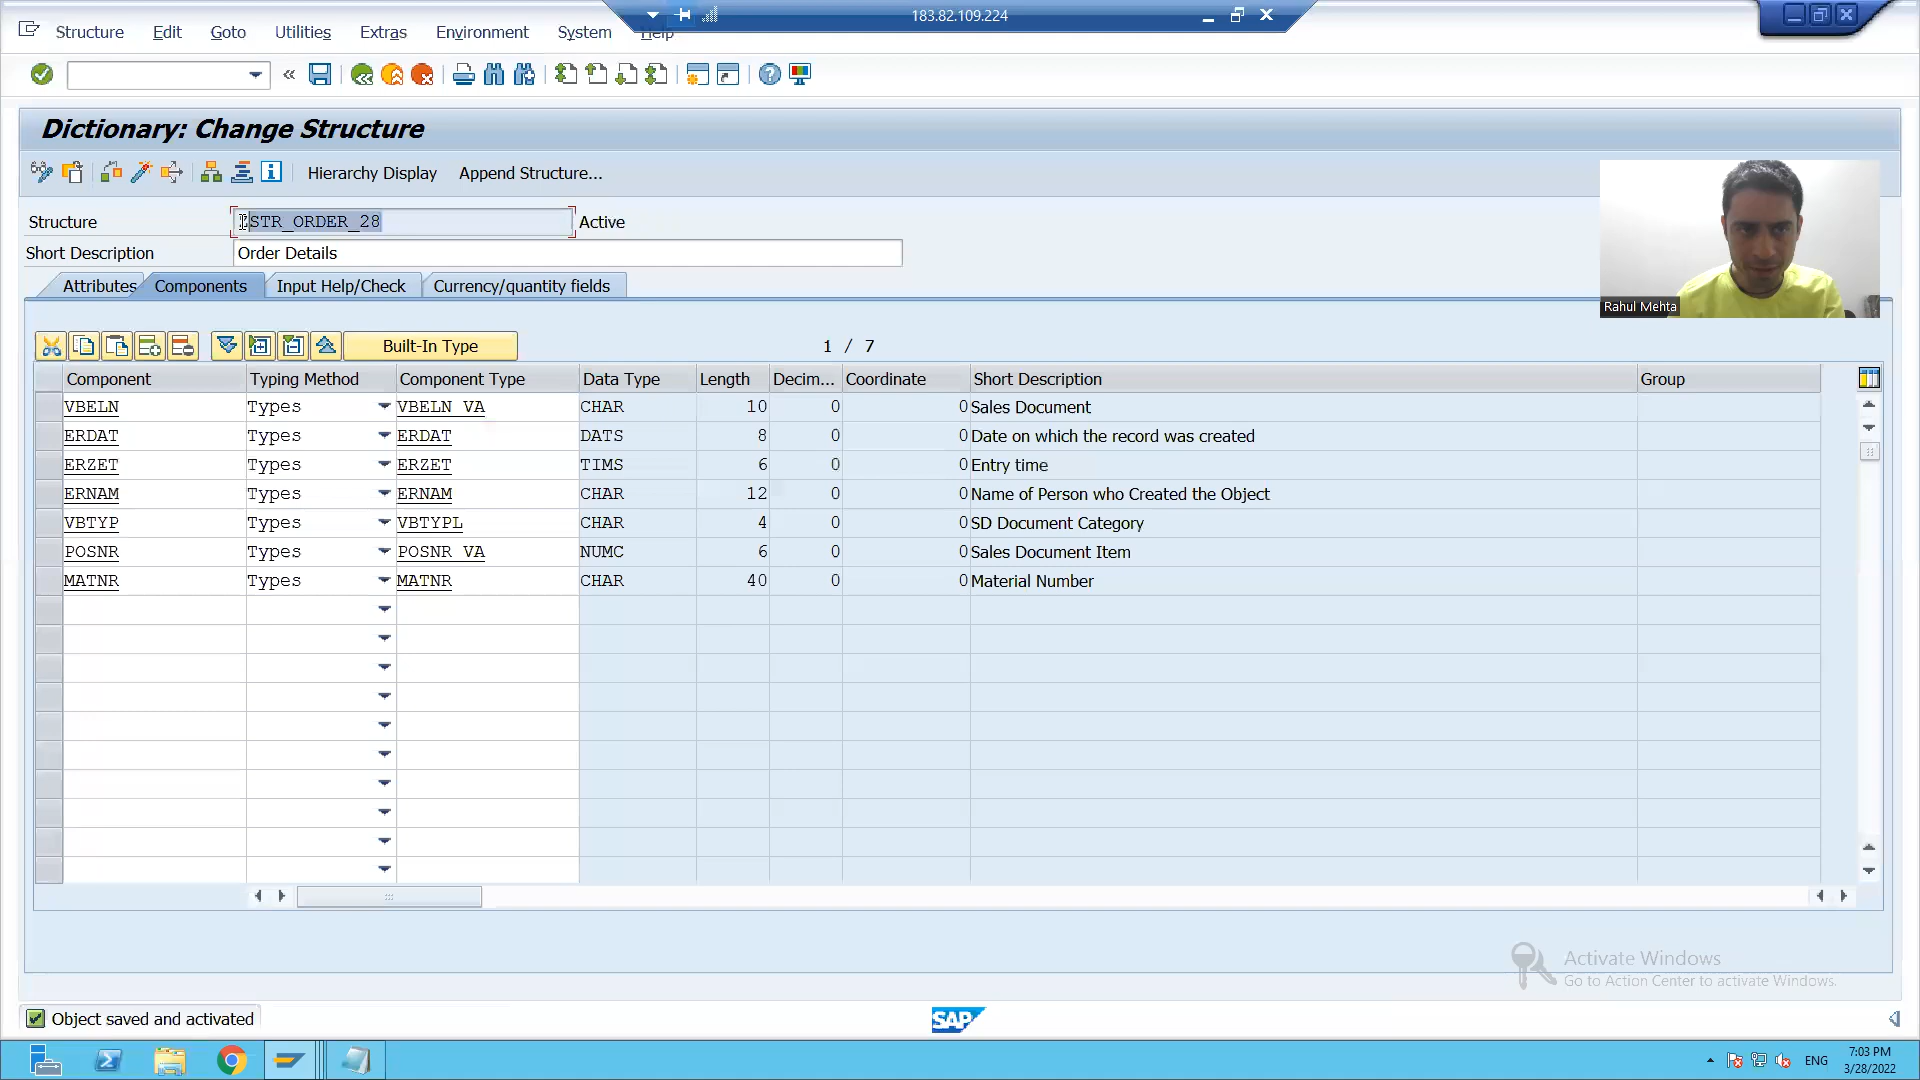 183.82.109.224
Structure Edit Goto Utilities Extras Environment System Help
Dictionary: Change Structure
Hierarchy Display Append Structure...
Structure ZSTR_ORDER_28 Active
Short Description Order Details
Attributes Components Input Help/Check Currency/quantity fields
Rahul Mehta
Built-In Type 1 / 7
Component Typing Method Component Type Data Type Length Decim... Coordinate Short Description Group
VBELN Types VBELN_VA CHAR 10 0 0 Sales Document
ERDAT Types ERDAT DATS 8 0 0 Date on which the record was created
ERZET Types ERZET TIMS 6 0 0 Entry time
ERNAM Types ERNAM CHAR 12 0 0 Name of Person who Created the Object
VBTYP Types VBTYPL CHAR 4 0 0 SD Document Category
POSNR Types POSNR_VA NUMC 6 0 0 Sales Document Item
MATNR Types MATNR CHAR 40 0 0 Material Number
Activate Windows
Go to Action Center to activate Windows.
Object saved and activated
SAP
ENG
7:03 PM
3/28/2022